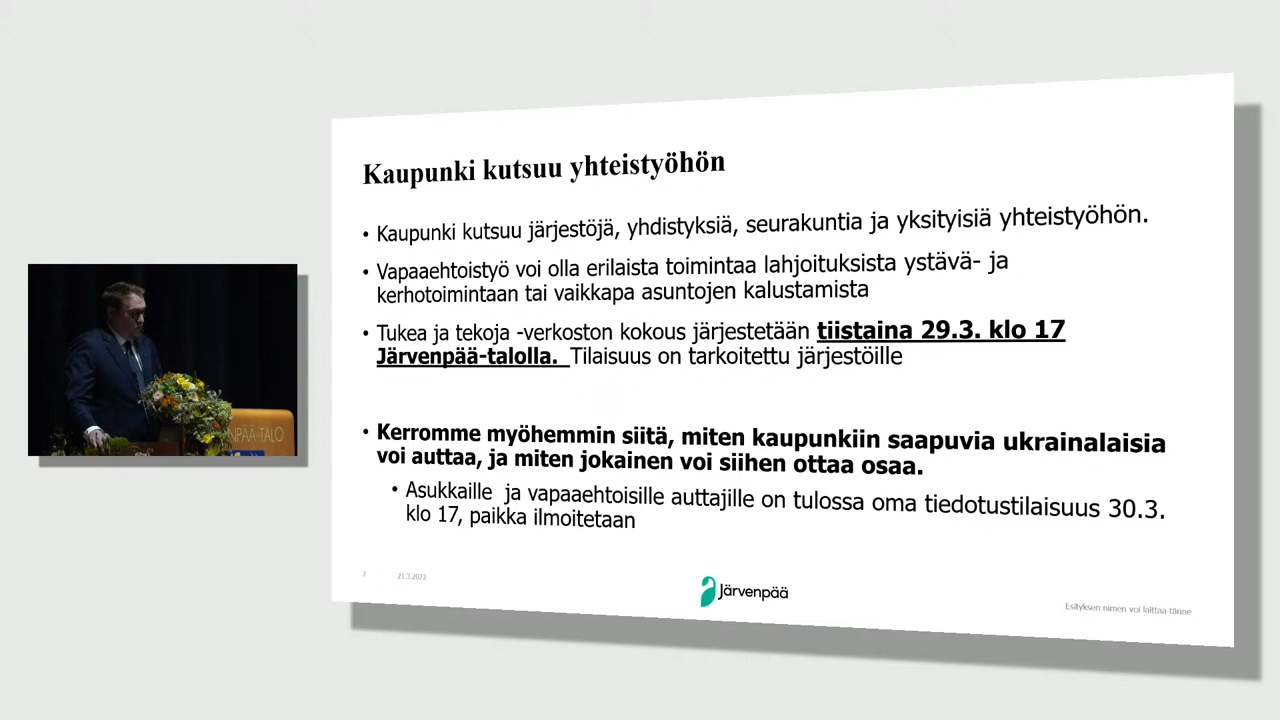 Kaupunki kutsuu yhteistyöhön
• Kaupunki kutsuu järjestöjä, yhdistyksiä, seurakuntia ja yksityisiä yhteistyöhön.
• Vapaaehtoistyö voi olla erilaista toimintaa lahjoituksista ystävä- ja
kerhotoimintaan tai vaikkapa asuntojen kalustamista
• Tukea ja tekoja -verkoston kokous järjestetään tiistaina 29.3. klo 17
Järvenpää-talolla. Tilaisuus on tarkoitettu järjestöille
• Kerromme myöhemmin siitä, miten kaupunkiin saapuvia ukrainalaisia
voi auttaa, ja miten jokainen voi siihen ottaa osaa.
• Asukkaille ja vapaaehtoisille auttajille on tulossa oma tiedotustilaisuus 30.3.
klo 17, paikka ilmoitetaan
7 21.3.2022
Järvenpää
Esityksen nimen voi laittaa tänne
NPÄÄ-TALO